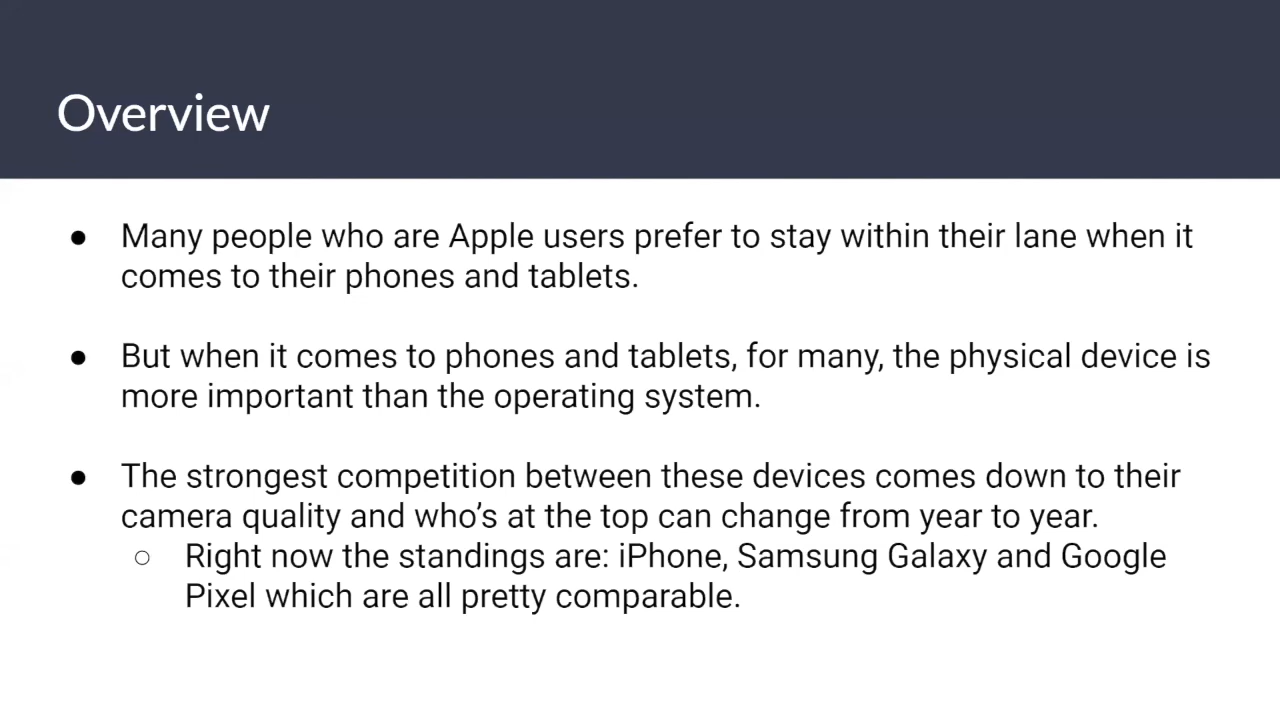 Overview
● Many people who are Apple users prefer to stay within their lane when it
comes to their phones and tablets.
● But when it comes to phones and tablets, for many, the physical device is
more important than the operating system.
● The strongest competition between these devices comes down to their
camera quality and who’s at the top can change from year to year.
○ Right now the standings are: iPhone, Samsung Galaxy and Google
Pixel which are all pretty comparable.